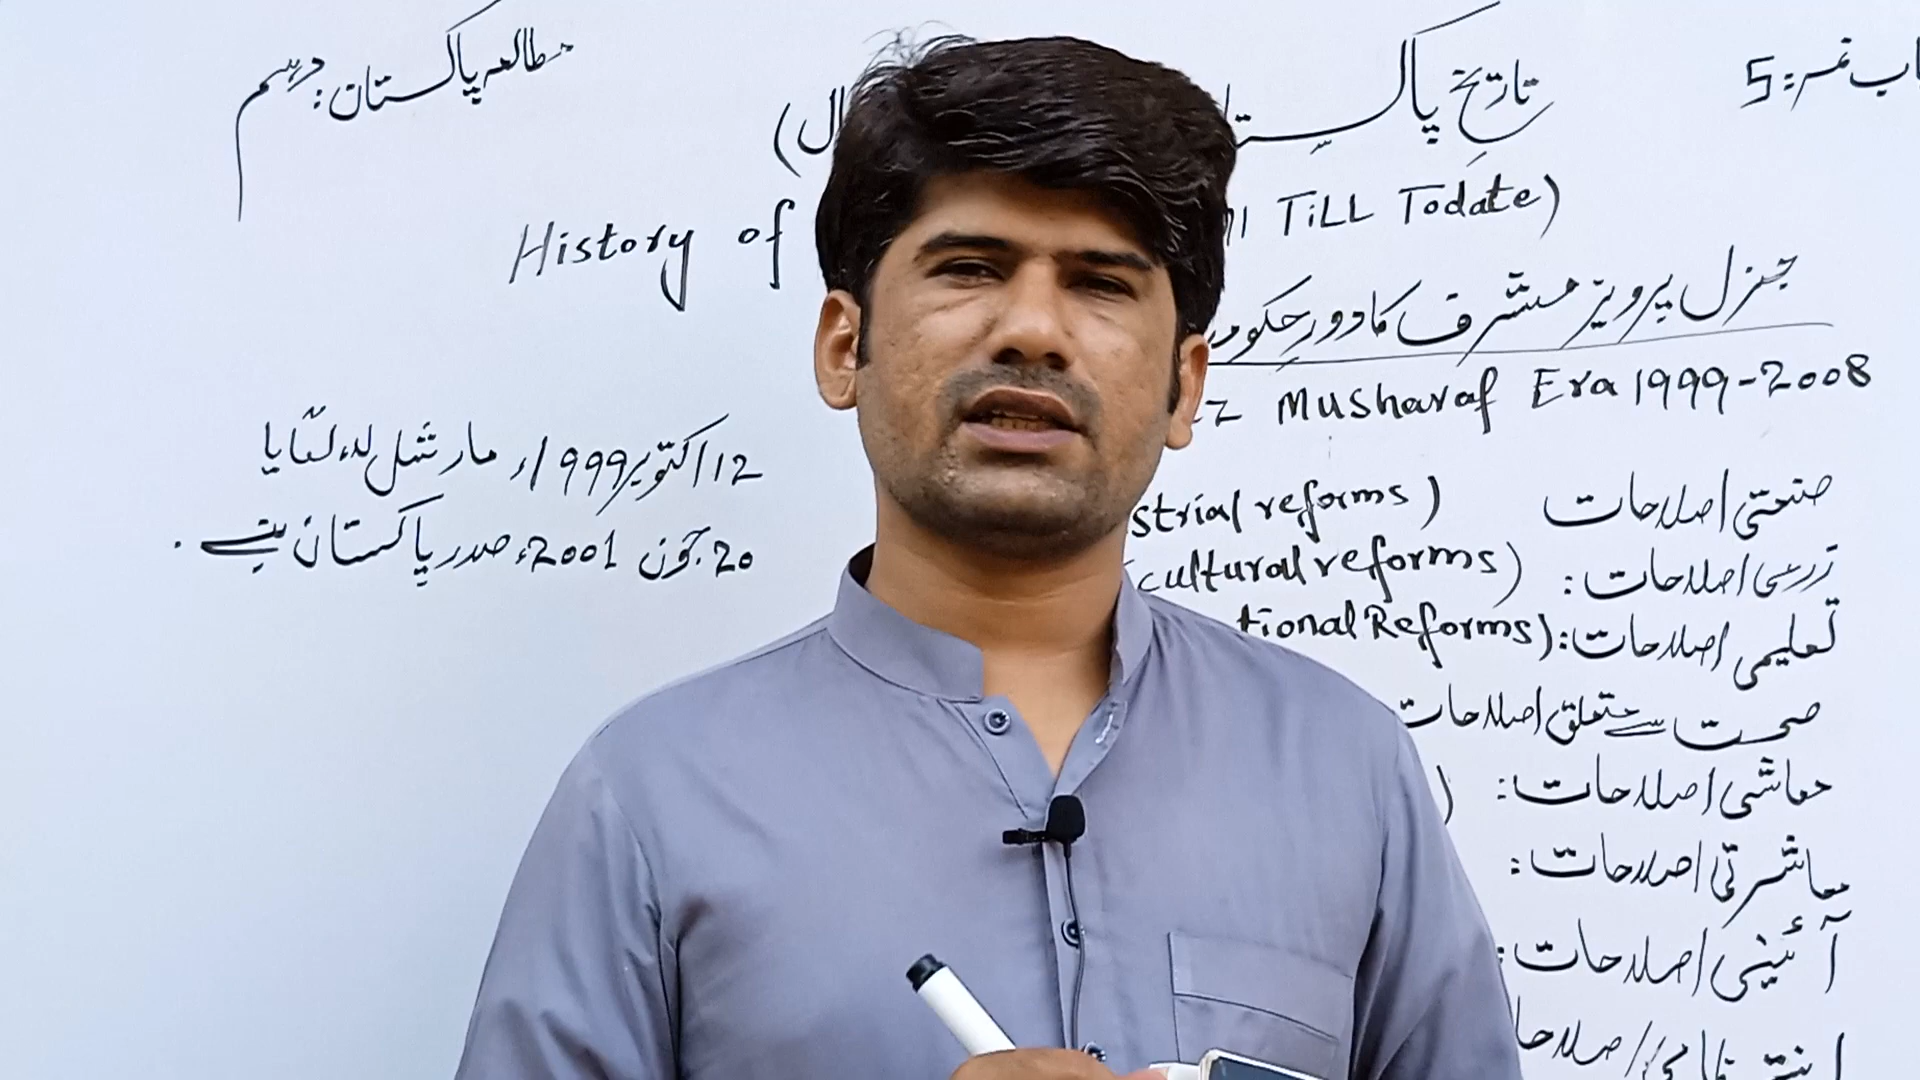 باب نمبر: 5
تاریخ پاکستان
مطالعہ پاکستان: دہم
History of
TiLL Todate)
جنرل پرویز مشرف کا دور حکومت
Musharaf Era 1999-2008
12 اکتوبر 1999ء مارشل لاء لگایا
20 جون 2001ء صدر پاکستان بنے۔
صنعتی اصلاحات strial reforms)
زرعی اصلاحات: cultural reforms)
تعلیمی اصلاحات: tional Reforms)
صحت سے متعلق اصلاحات
معاشی اصلاحات:
معاشرتی اصلاحات:
آئینی اصلاحات:
انتظامی اصلاحا